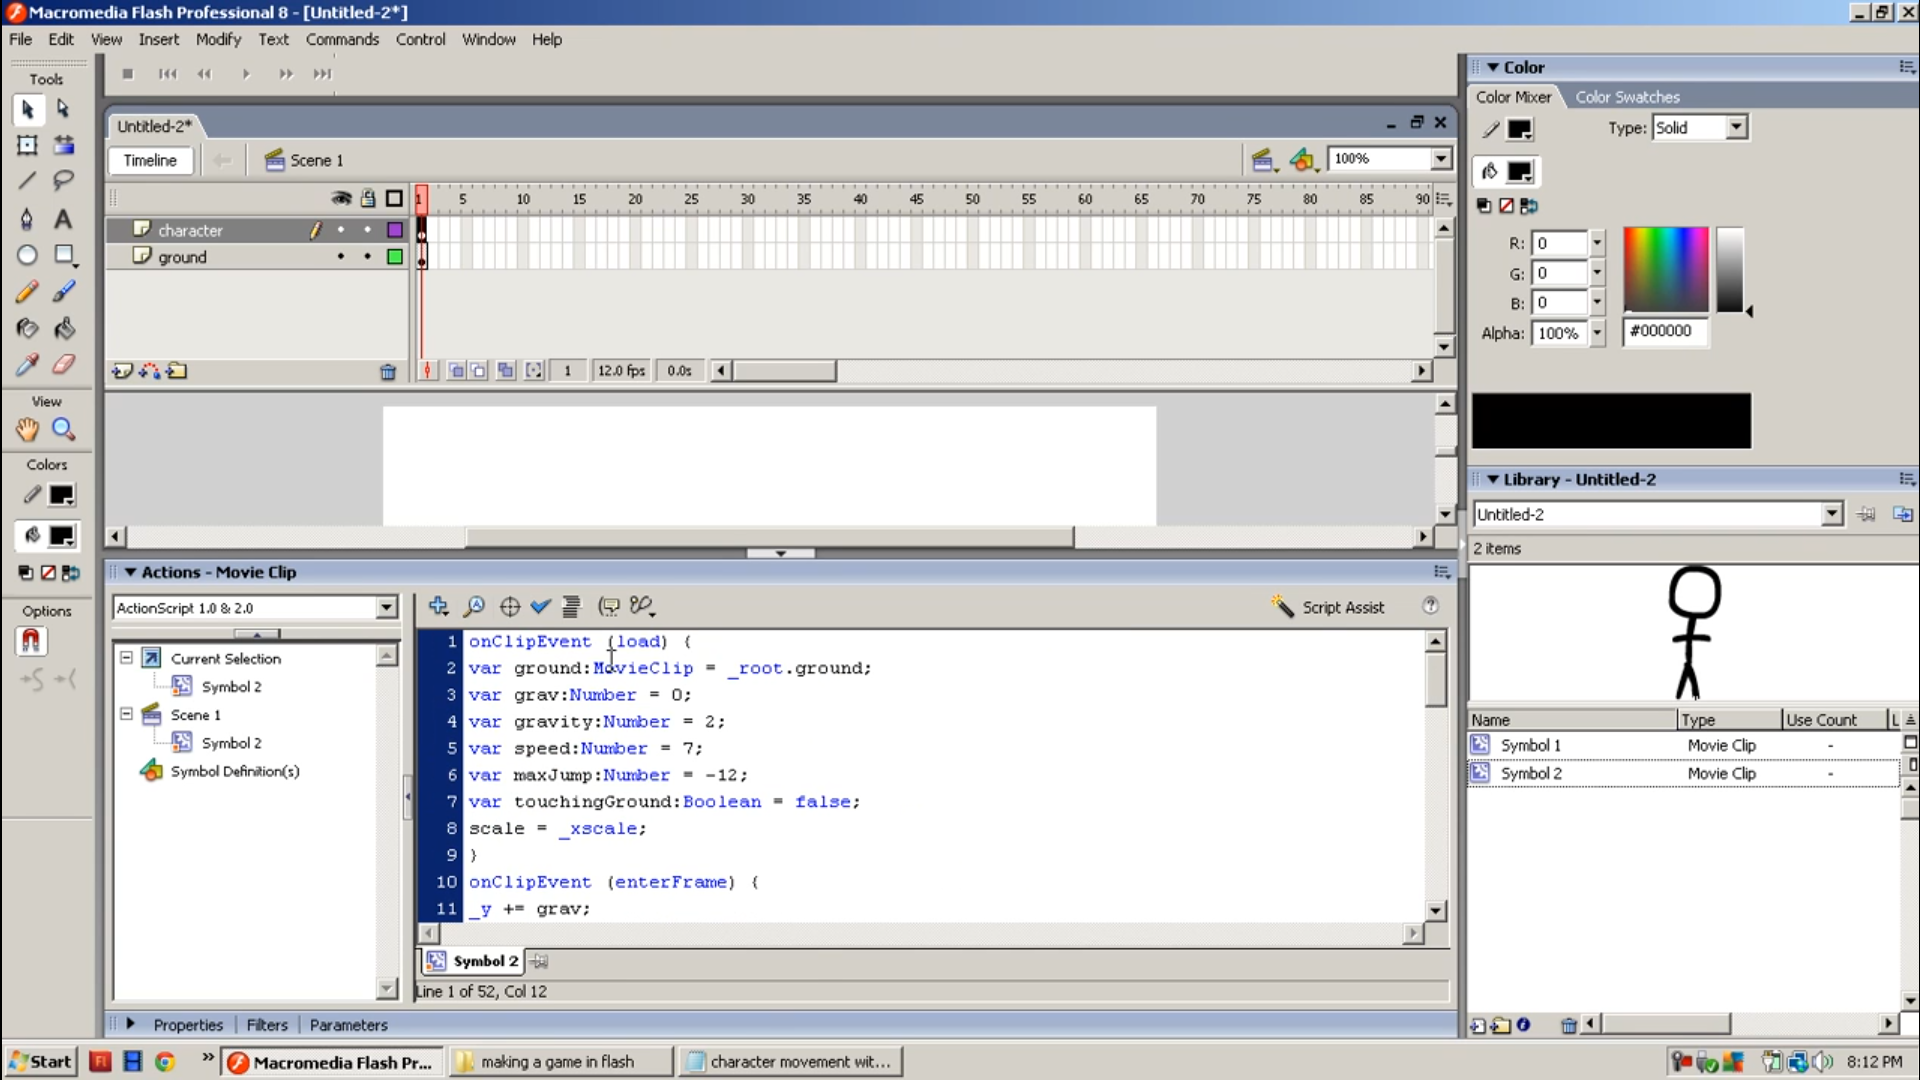 Macromedia Flash Professional 8 - [Untitled-2*]
File Edit View Insert Modify Text Commands Control Window Help
Tools
View
Colors
Options
Untitled-2*
Timeline
Scene 1
100%
1 5 10 15 20 25 30 35 40 45 50 55 60 65 70 75 80 85 90
character
ground
1 12.0 fps 0.0s
Actions - Movie Clip
ActionScript 1.0 & 2.0
Script Assist
Current Selection
Symbol 2
Scene 1
Symbol 2
Symbol Definition(s)
1 onClipEvent (load) {
2 var ground:MovieClip = _root.ground;
3 var grav:Number = 0;
4 var gravity:Number = 2;
5 var speed:Number = 7;
6 var maxJump:Number = -12;
7 var touchingGround:Boolean = false;
8 scale = _xscale;
9 }
10 onClipEvent (enterFrame) {
11 _y += grav;
Symbol 2
Line 1 of 52, Col 12
Properties Filters Parameters
Color
Color Mixer Color Swatches
Type: Solid
R: 0
G: 0
B: 0
Alpha: 100% #000000
Library - Untitled-2
Untitled-2
2 items
Name Type Use Count L
Symbol 1 Movie Clip -
Symbol 2 Movie Clip -
Start
Macromedia Flash Pr...
making a game in flash
character movement wit...
8:12 PM